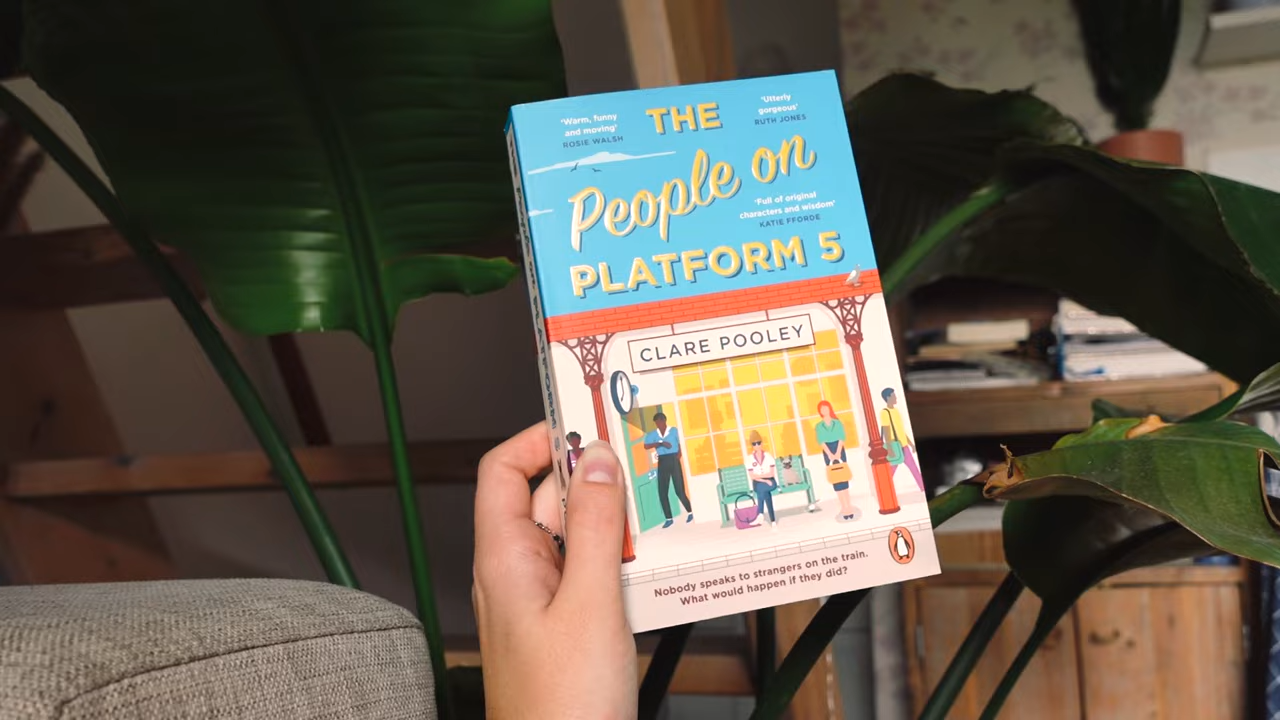 'Warm, funny
and moving'
ROSIE WALSH
THE
'Utterly
gorgeous'
RUTH JONES
People on
'Full of original
characters and wisdom'
KATIE FFORDE
PLATFORM 5
CLARE POOLEY
Nobody speaks to strangers on the train.
What would happen if they did?